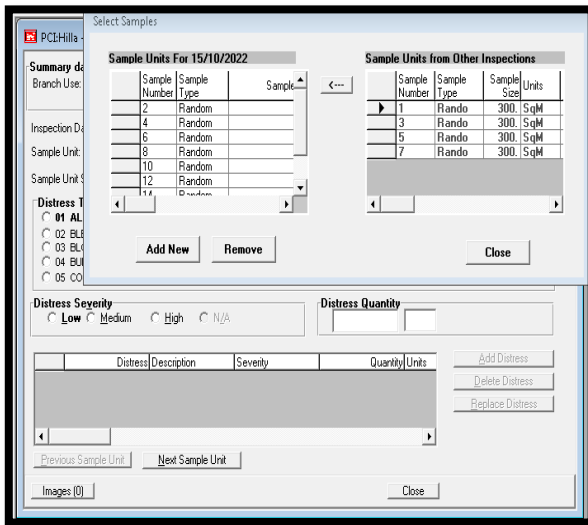 Select Samples
PCI:Hilla -
Sample Units For 15/10/2022
Sample Number Sample Type Sample
2 Random
4 Random
6 Random
8 Random
10 Random
12 Random
14 Random
<---
Sample Units from Other Inspections
Sample Number Sample Type Sample Size Units
1 Rando 300. SqM
3 Rando 300. SqM
5 Rando 300. SqM
7 Rando 300. SqM
Add New Remove
Close
Summary da
Branch Use:
Inspection Da
Sample Unit:
Sample Unit S
Distress T
01 AL
02 BLE
03 BLO
04 BU
05 CO
Distress Severity
Low Medium High N/A
Distress Quantity
Distress Description Severity Quantity Units
Add Distress
Delete Distress
Replace Distress
Previous Sample Unit Next Sample Unit
Images (0) Close